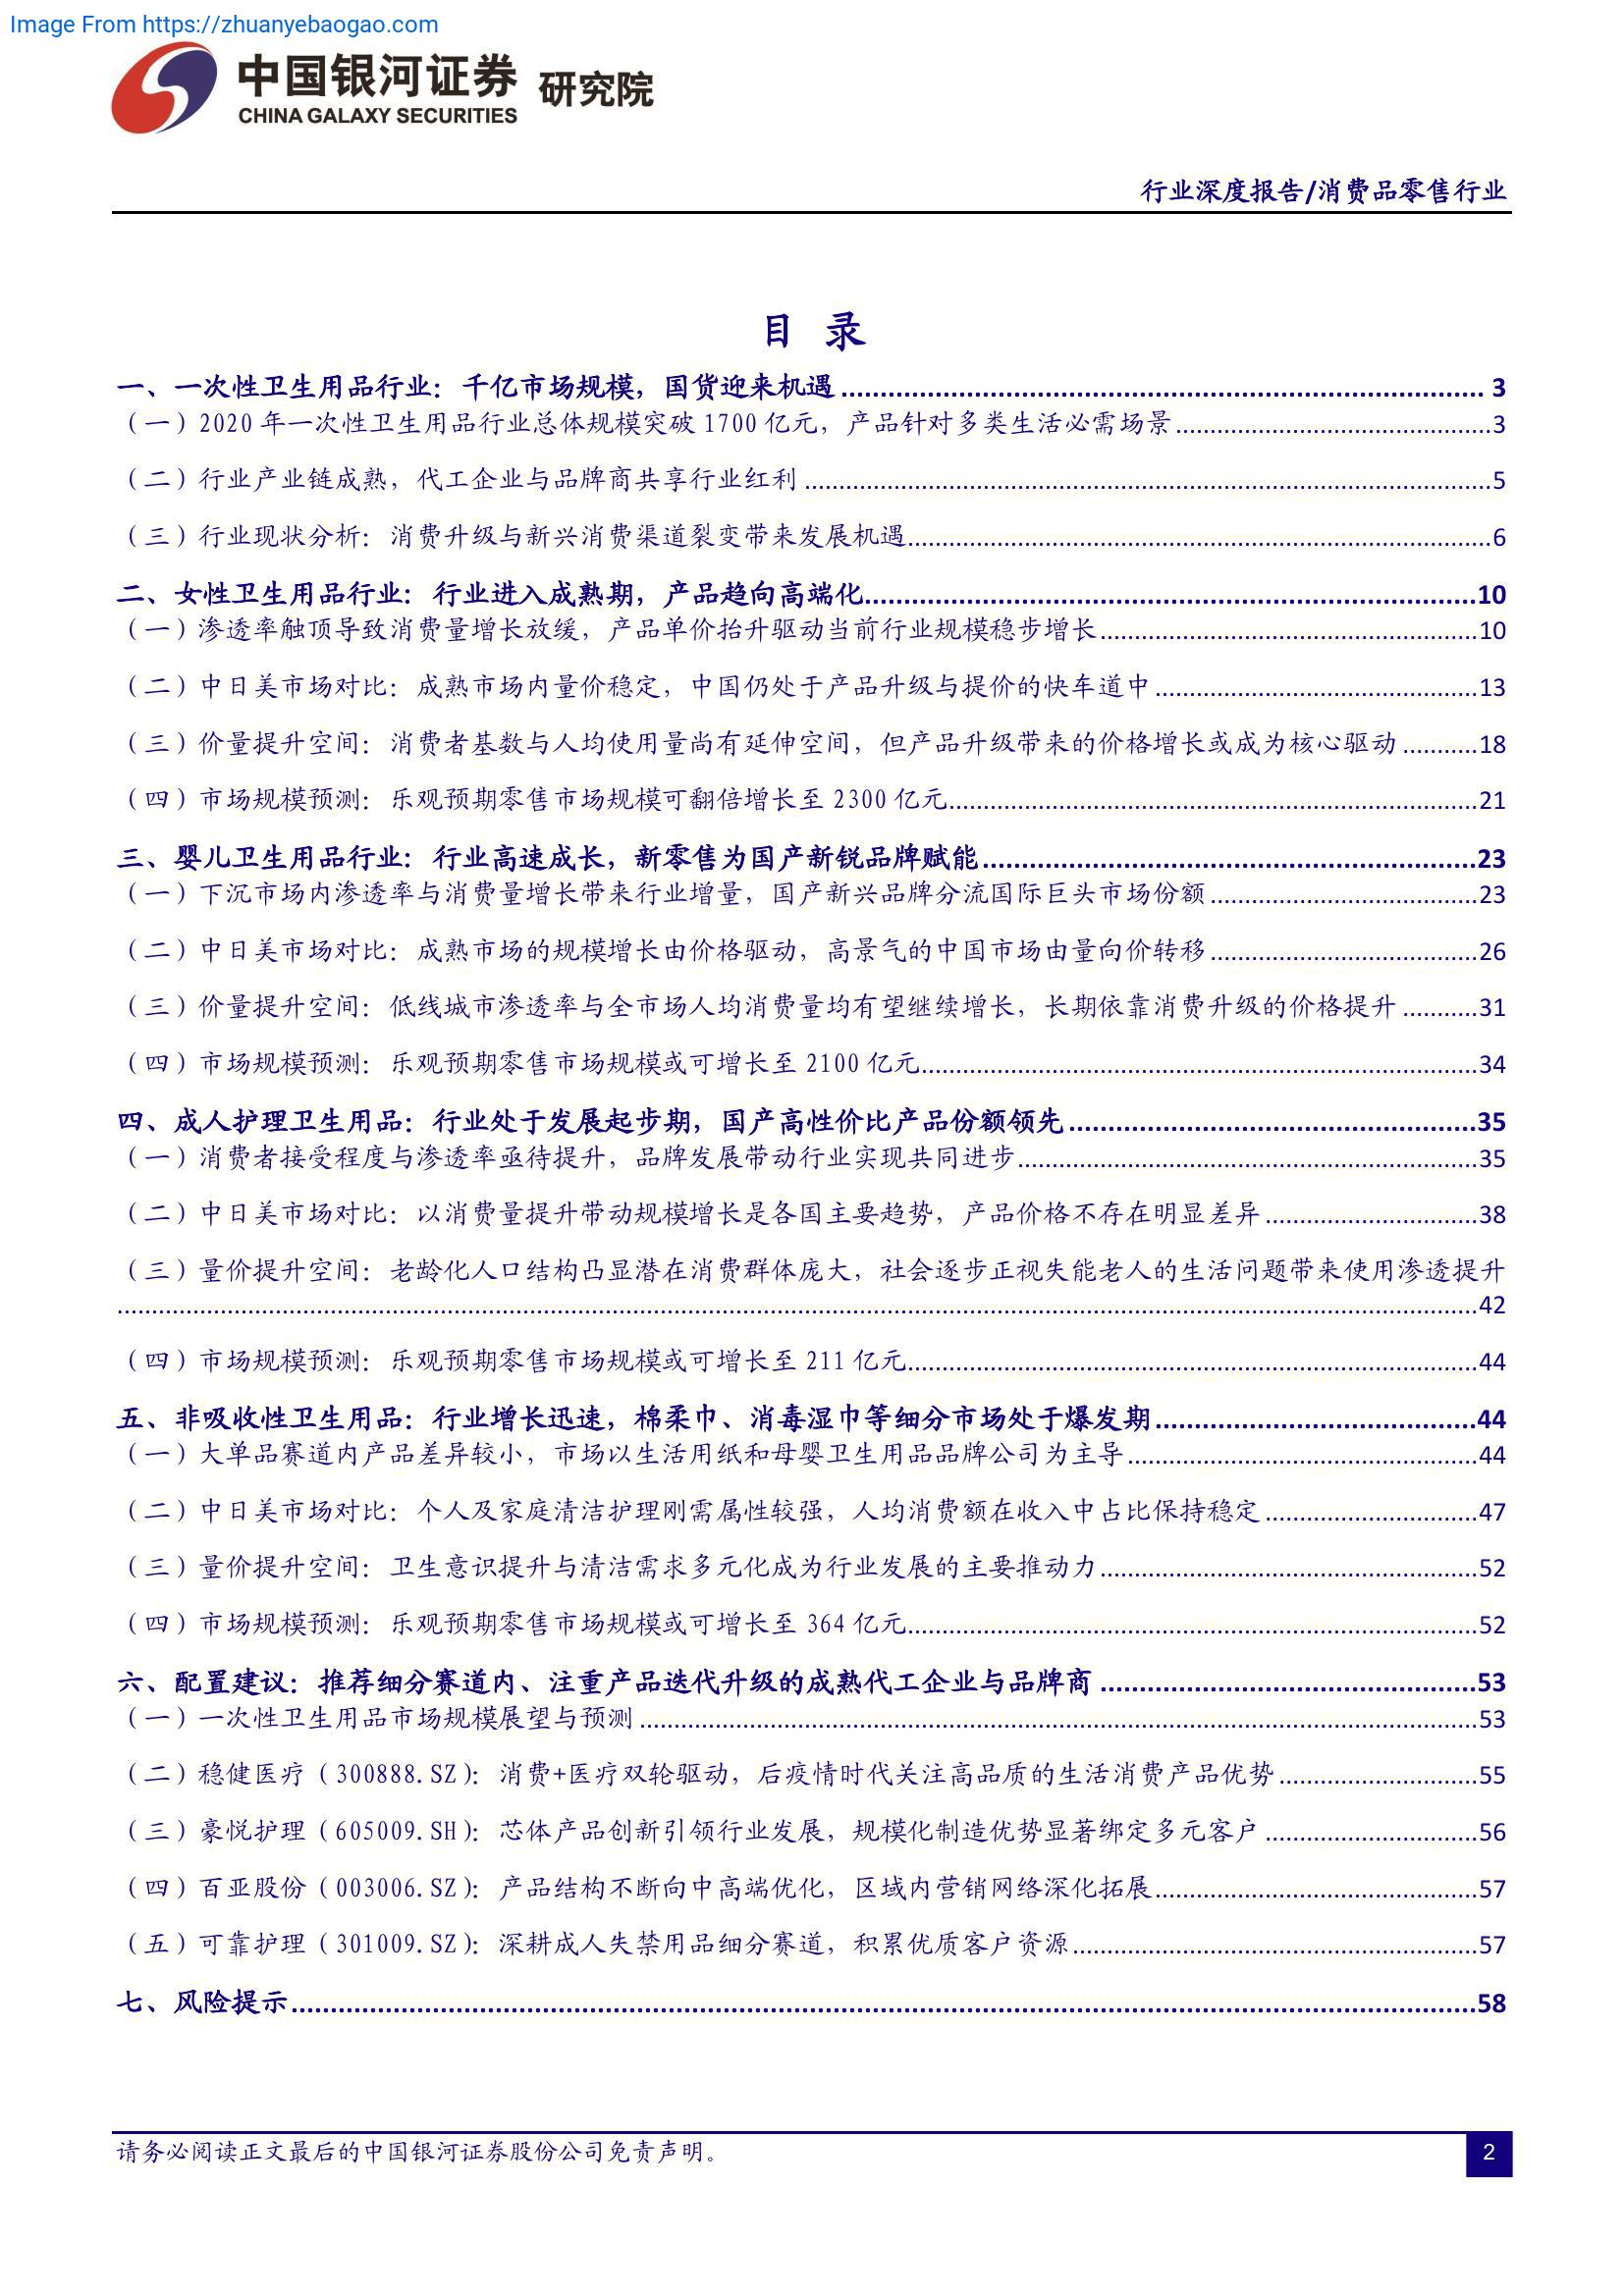 Image From https://zhuanyebaogao.com
中国银河证券 研究院
CHINA GALAXY SECURITIES
行业深度报告/消费品零售行业
目 录
一、一次性卫生用品行业：千亿市场规模，国货迎来机遇 ........ 3
（一）2020 年一次性卫生用品行业总体规模突破 1700 亿元，产品针对多类生活必需场景 ........ 3
（二）行业产业链成熟，代工企业与品牌商共享行业红利 ........ 5
（三）行业现状分析：消费升级与新兴消费渠道裂变带来发展机遇 ........ 6
二、女性卫生用品行业：行业进入成熟期，产品趋向高端化 ........ 10
（一）渗透率触顶导致消费量增长放缓，产品单价抬升驱动当前行业规模稳步增长 ........ 10
（二）中日美市场对比：成熟市场内量价稳定，中国仍处于产品升级与提价的快车道中 ........ 13
（三）价量提升空间：消费者基数与人均使用量尚有延伸空间，但产品升级带来的价格增长或成为核心驱动 ........ 18
（四）市场规模预测：乐观预期零售市场规模可翻倍增长至 2300 亿元 ........ 21
三、婴儿卫生用品行业：行业高速成长，新零售为国产新锐品牌赋能 ........ 23
（一）下沉市场内渗透率与消费量增长带来行业增量，国产新兴品牌分流国际巨头市场份额 ........ 23
（二）中日美市场对比：成熟市场的规模增长由价格驱动，高景气的中国市场由量向价转移 ........ 26
（三）价量提升空间：低线城市渗透率与全市场人均消费量均有望继续增长，长期依靠消费升级的价格提升 ........ 31
（四）市场规模预测：乐观预期零售市场规模或可增长至 2100 亿元 ........ 34
四、成人护理卫生用品：行业处于发展起步期，国产高性价比产品份额领先 ........ 35
（一）消费者接受程度与渗透率亟待提升，品牌发展带动行业实现共同进步 ........ 35
（二）中日美市场对比：以消费量提升带动规模增长是各国主要趋势，产品价格不存在明显差异 ........ 38
（三）量价提升空间：老龄化人口结构凸显潜在消费群体庞大，社会逐步正视失能老人的生活问题带来使用渗透提升
........ 42
（四）市场规模预测：乐观预期零售市场规模或可增长至 211 亿元 ........ 44
五、非吸收性卫生用品：行业增长迅速，棉柔巾、消毒湿巾等细分市场处于爆发期 ........ 44
（一）大单品赛道内产品差异较小，市场以生活用纸和母婴卫生用品品牌公司为主导 ........ 44
（二）中日美市场对比：个人及家庭清洁护理刚需属性较强，人均消费额在收入中占比保持稳定 ........ 47
（三）量价提升空间：卫生意识提升与清洁需求多元化成为行业发展的主要推动力 ........ 52
（四）市场规模预测：乐观预期零售市场规模或可增长至 364 亿元 ........ 52
六、配置建议：推荐细分赛道内、注重产品迭代升级的成熟代工企业与品牌商 ........ 53
（一）一次性卫生用品市场规模展望与预测 ........ 53
（二）稳健医疗（300888.SZ）：消费+医疗双轮驱动，后疫情时代关注高品质的生活消费产品优势 ........ 55
（三）豪悦护理（605009.SH）：芯体产品创新引领行业发展，规模化制造优势显著绑定多元客户 ........ 56
（四）百亚股份（003006.SZ）：产品结构不断向中高端优化，区域内营销网络深化拓展 ........ 57
（五）可靠护理（301009.SZ）：深耕成人失禁用品细分赛道，积累优质客户资源 ........ 57
七、风险提示 ........ 58
请务必阅读正文最后的中国银河证券股份公司免责声明。
2